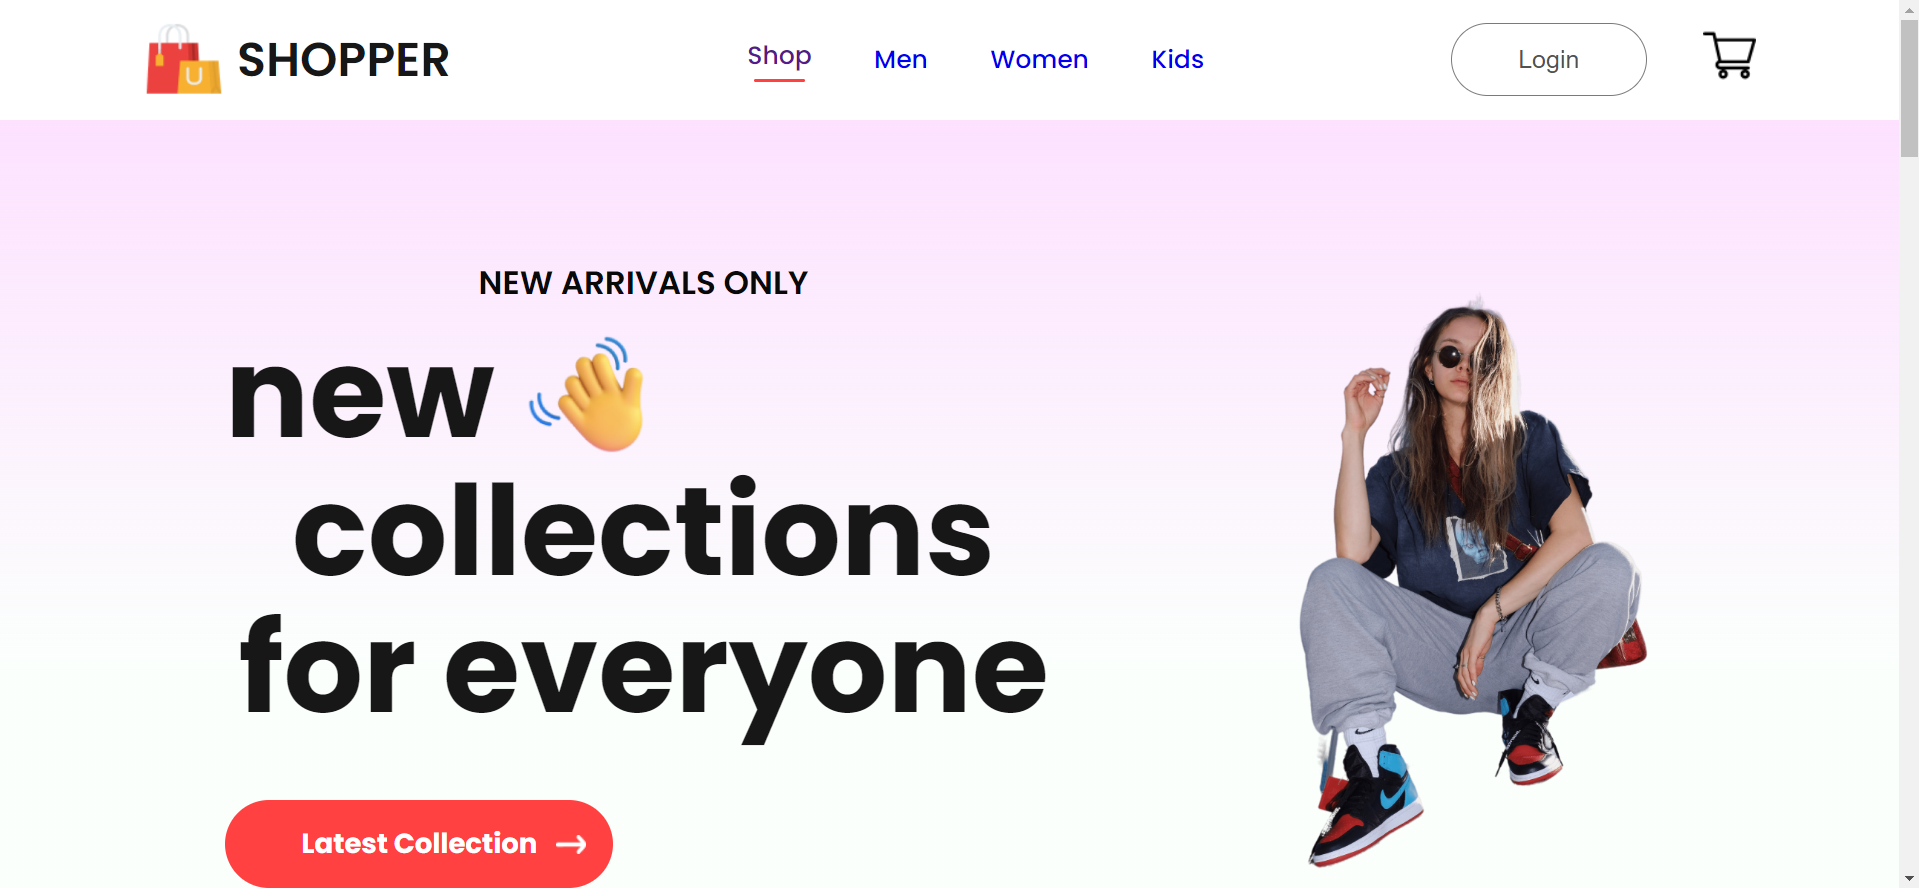 SHOPPER
Shop Men Women Kids
Login
NEW ARRIVALS ONLY
new 👋
collections
for everyone
Latest Collection →